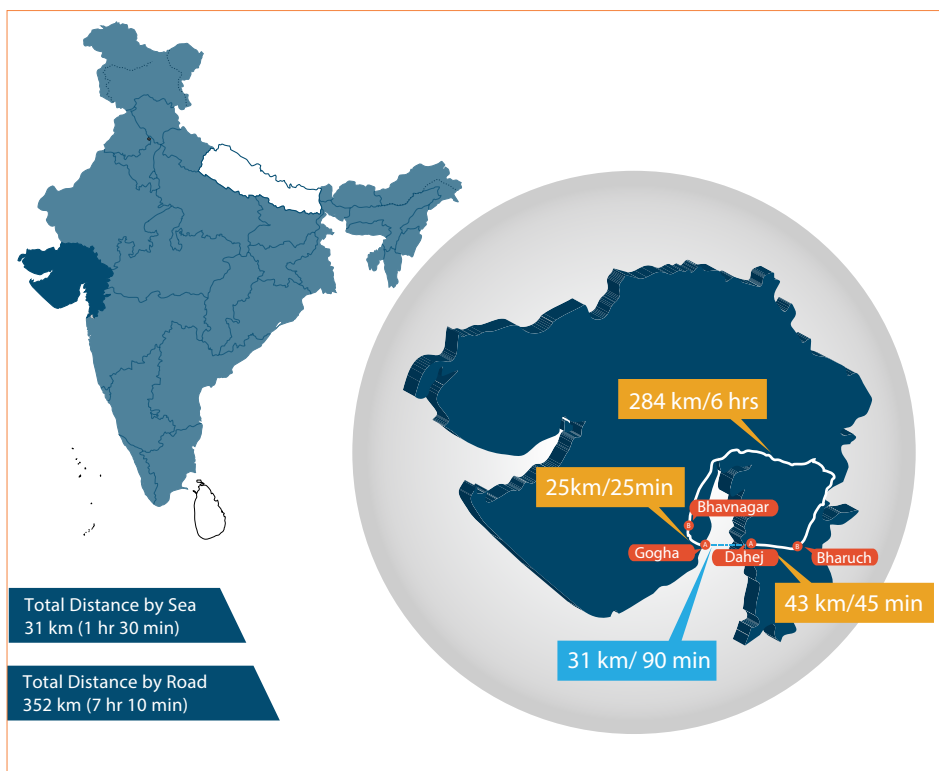 284 km/6 hrs
25km/25min
Bhavnagar
B
Gogha
A
A
Dahej
B
Bharuch
43 km/45 min
31 km/ 90 min
Total Distance by Sea
31 km (1 hr 30 min)
Total Distance by Road
352 km (7 hr 10 min)